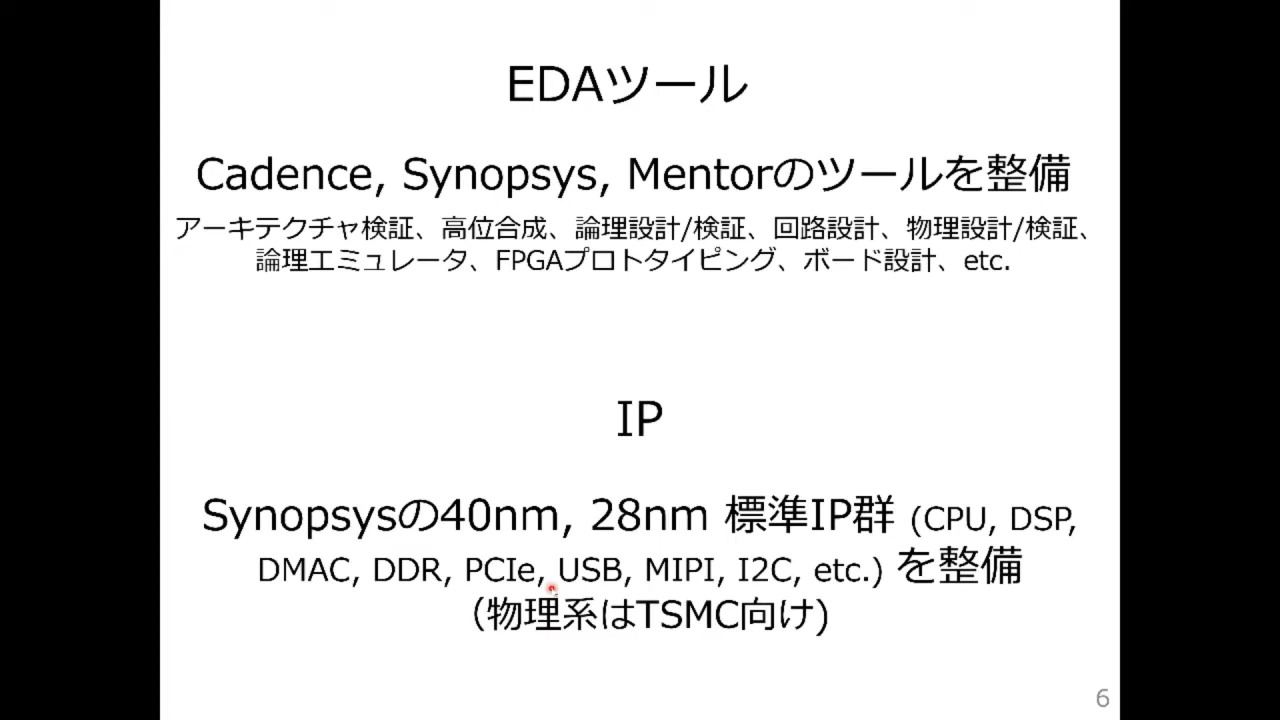 EDAツール
Cadence, Synopsys, Mentorのツールを整備
アーキテクチャ検証、高位合成、論理設計/検証、回路設計、物理設計/検証、
論理エミュレータ、FPGAプロトタイピング、ボード設計、etc.
IP
Synopsysの40nm, 28nm 標準IP群 (CPU, DSP,
DMAC, DDR, PCIe, USB, MIPI, I2C, etc.) を整備
（物理系はTSMC向け)
6